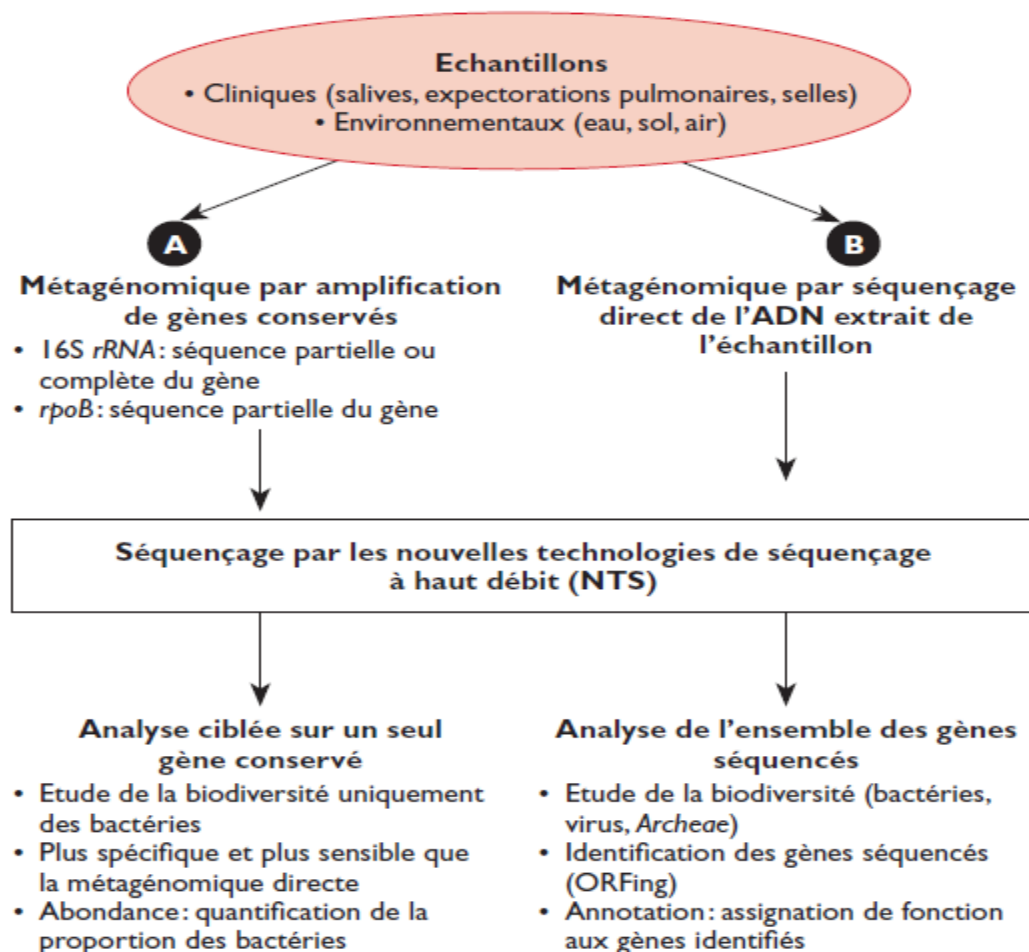 Echantillons
• Cliniques (salives, expectorations pulmonaires, selles)
• Environnementaux (eau, sol, air)
A
Métagénomique par amplification
de gènes conservés
• 16S rRNA : séquence partielle ou
complète du gène
• rpoB : séquence partielle du gène
B
Métagénomique par séquençage
direct de l'ADN extrait de
l'échantillon
Séquençage par les nouvelles technologies de séquençage
à haut débit (NTS)
Analyse ciblée sur un seul
gène conservé
• Etude de la biodiversité uniquement
des bactéries
• Plus spécifique et plus sensible que
la métagénomique directe
• Abondance : quantification de la
proportion des bactéries
Analyse de l'ensemble des gènes
séquencés
• Etude de la biodiversité (bactéries,
virus, Archeae)
• Identification des gènes séquencés
(ORFing)
• Annotation : assignation de fonction
aux gènes identifiés